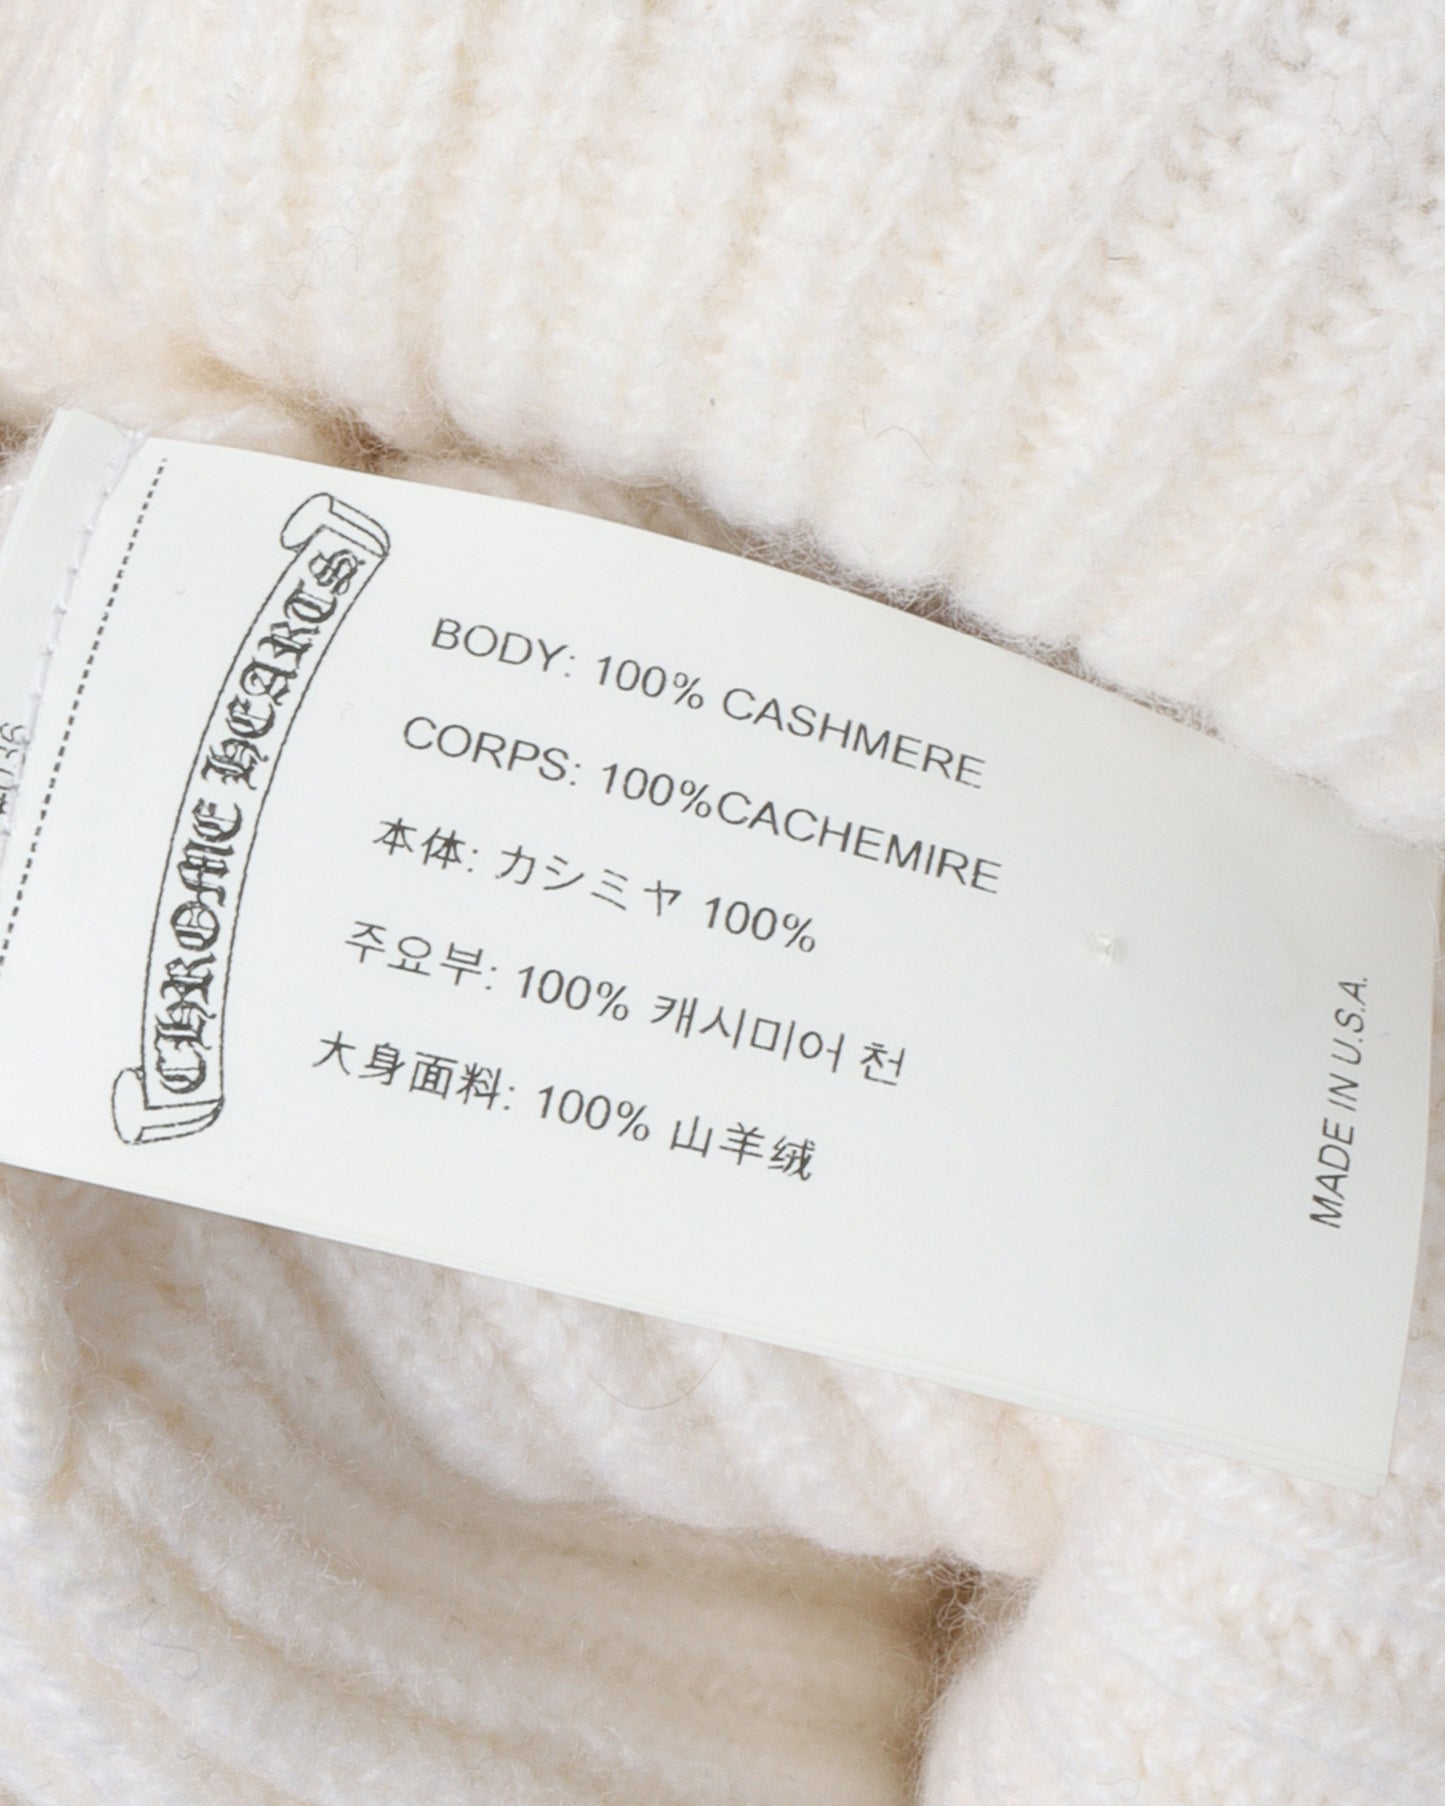 CHROME HEARTS
BODY: 100% CASHMERE
CORPS: 100%CACHEMIRE
本体: カシミヤ 100%
주요부: 100% 캐시미어 천
大身面料: 100% 山羊绒
MADE IN U.S.A.